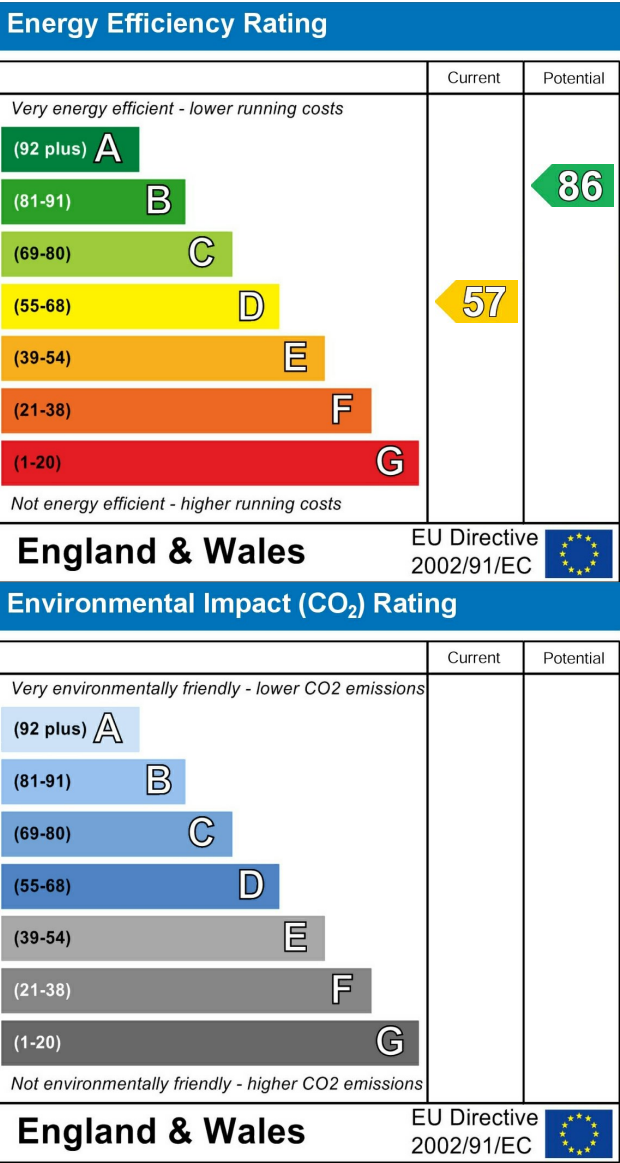 Energy Efficiency Rating
Current Potential
Very energy efficient - lower running costs
(92 plus) A
(81-91) B
86
(69-80) C
(55-68) D
57
(39-54) E
(21-38) F
(1-20) G
Not energy efficient - higher running costs
England & Wales
EU Directive
2002/91/EC
Environmental Impact (CO₂) Rating
Current Potential
Very environmentally friendly - lower CO2 emissions
(92 plus) A
(81-91) B
(69-80) C
(55-68) D
(39-54) E
(21-38) F
(1-20) G
Not environmentally friendly - higher CO2 emissions
England & Wales
EU Directive
2002/91/EC